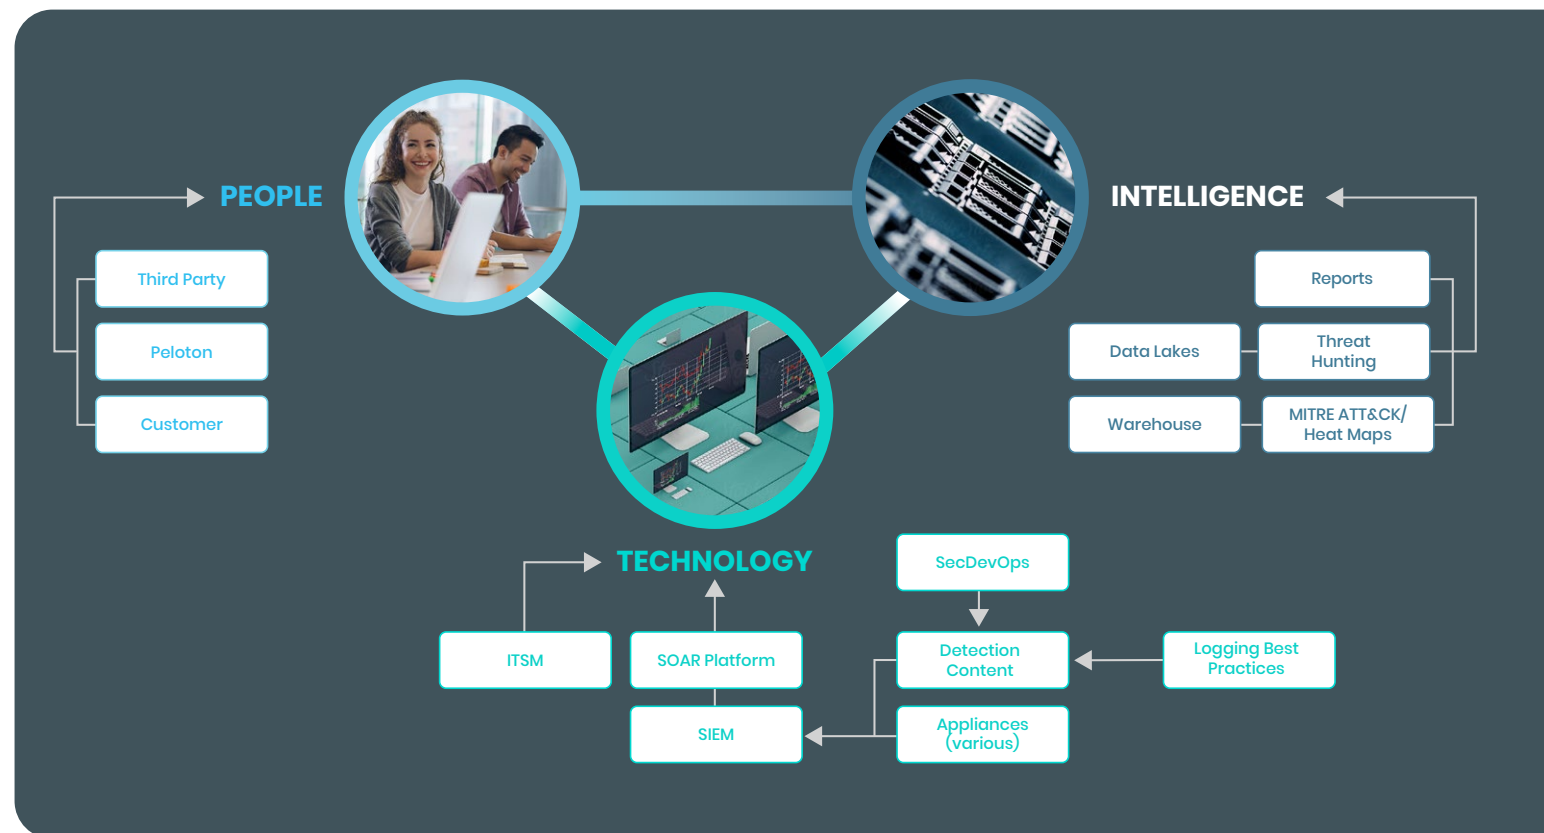 PEOPLE
INTELLIGENCE
Third Party
Peloton
Customer
Reports
Data Lakes
Threat
Hunting
Warehouse
MITRE ATT&CK/
Heat Maps
TECHNOLOGY
SecDevOps
ITSM
SOAR Platform
Detection
Content
Logging Best
Practices
SIEM
Appliances
(various)